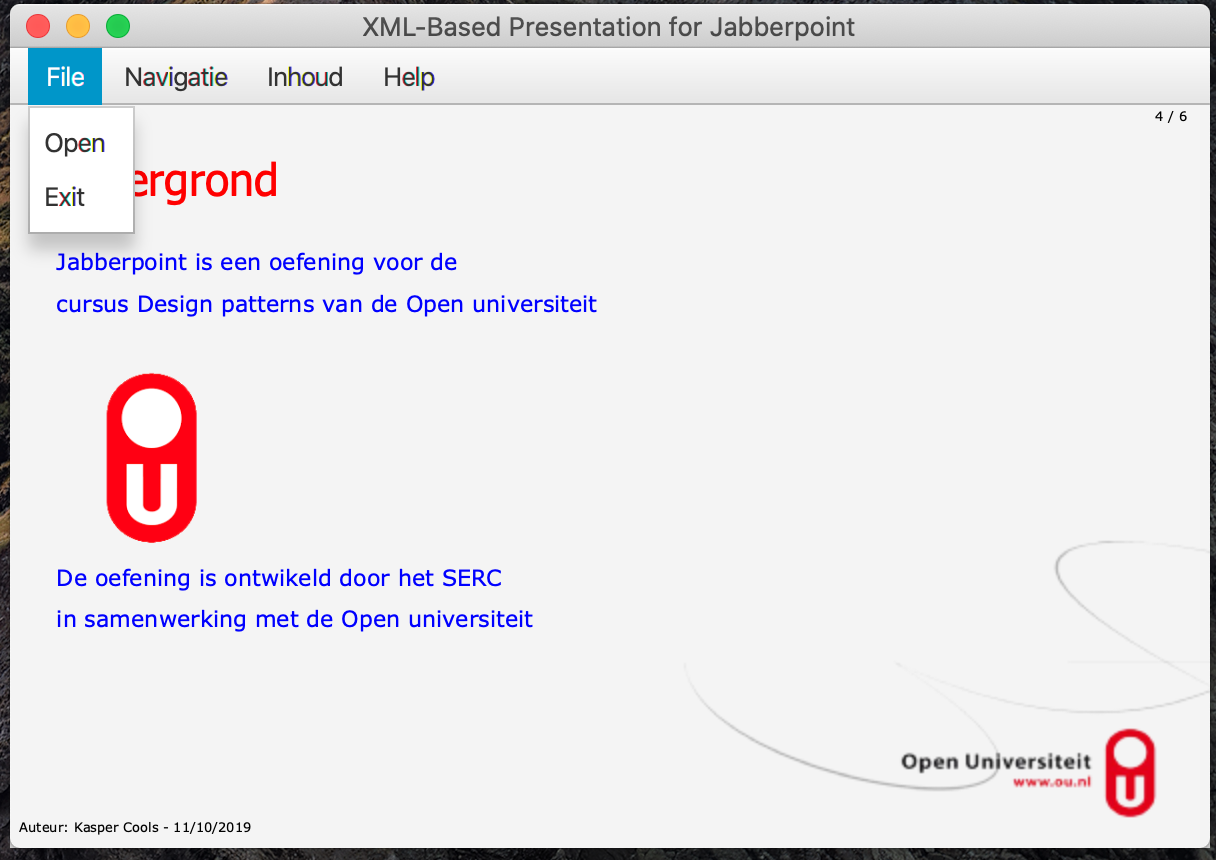 XML-Based Presentation for Jabberpoint
File Navigatie Inhoud Help
Open
Exit
4 / 6
ergrond
Jabberpoint is een oefening voor de
cursus Design patterns van de Open universiteit
U
De oefening is ontwikeld door het SERC
in samenwerking met de Open universiteit
Open Universiteit
www.ou.nl
U
Auteur: Kasper Cools - 11/10/2019